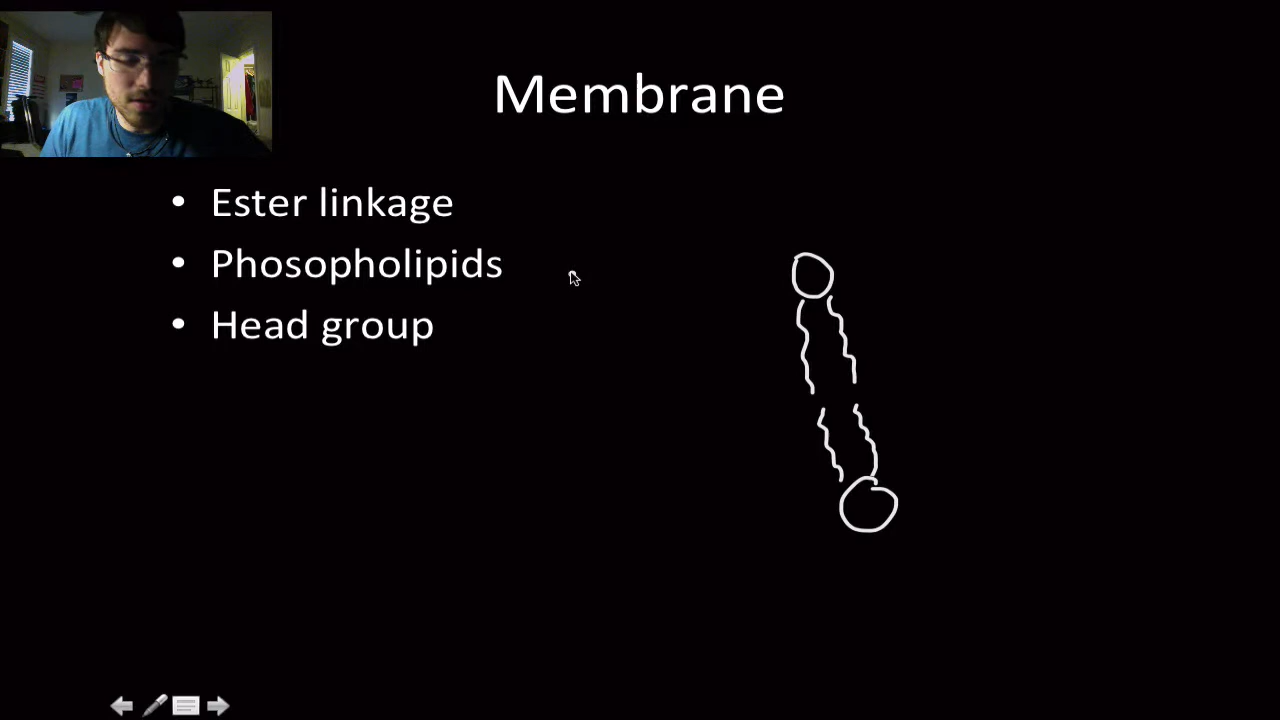 Membrane
• Ester linkage
• Phosopholipids
• Head group